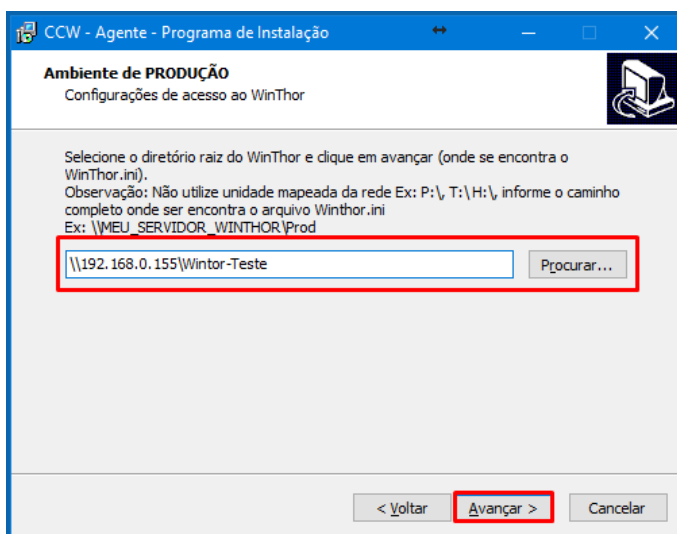 CCW - Agente - Programa de Instalação
Ambiente de PRODUÇÃO
Configurações de acesso ao WinThor
Selecione o diretório raiz do WinThor e clique em avançar (onde se encontra o
WinThor.ini).
Observação: Não utilize unidade mapeada da rede Ex: P:\, T:\H:\, informe o caminho
completo onde ser encontra o arquivo Winthor.ini
Ex: \\MEU_SERVIDOR_WINTHOR\Prod
\\192.168.0.155\Wintor-Teste
Procurar...
< Voltar
Avançar >
Cancelar